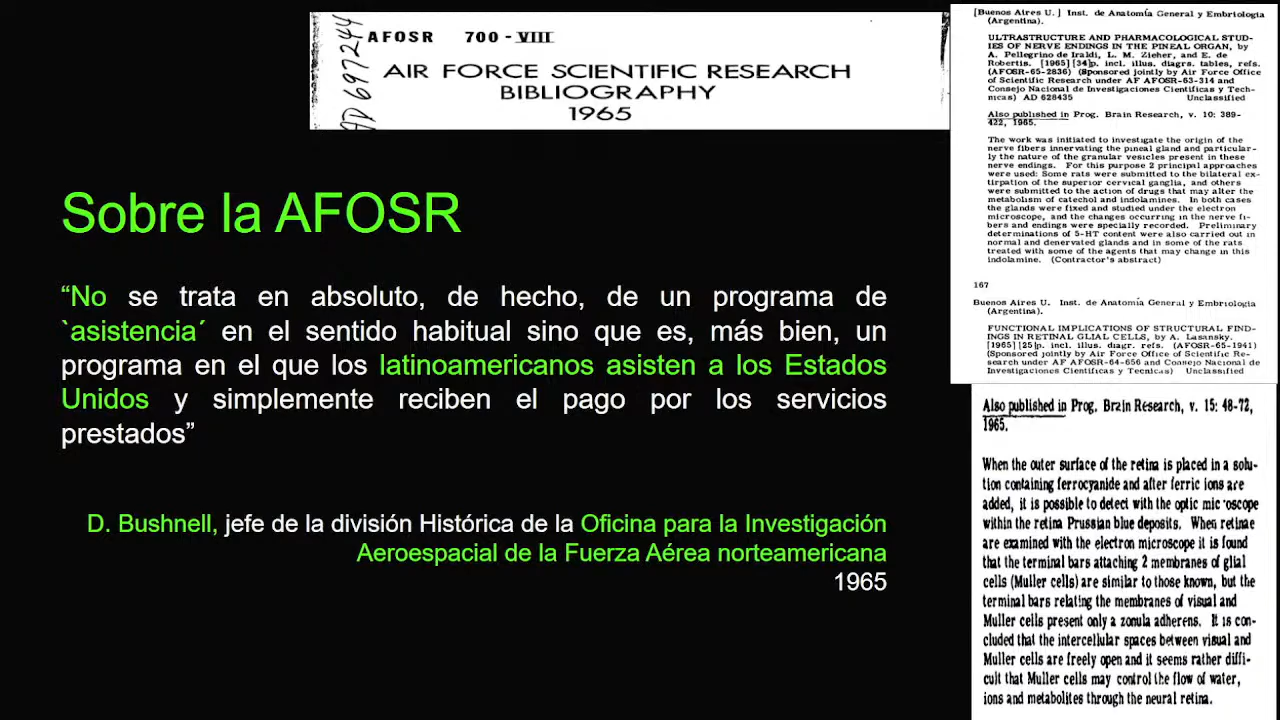 AD 697244
AFOSR 700-VIII
AIR FORCE SCIENTIFIC RESEARCH
BIBLIOGRAPHY
1965
Sobre la AFOSR
“No se trata en absoluto, de hecho, de un programa de
`asistencia´ en el sentido habitual sino que es, más bien, un
programa en el que los latinoamericanos asisten a los Estados
Unidos y simplemente reciben el pago por los servicios
prestados”
D. Bushnell, jefe de la división Histórica de la Oficina para la Investigación
Aeroespacial de la Fuerza Aérea norteamericana
1965
[Buenos Aires U.] Inst. de Anatomía General y Embriologia
(Argentina).
ULTRASTRUCTURE AND PHARMACOLOGICAL STUD-
IES OF NERVE ENDINGS IN THE PINEAL ORGAN, by
A. Pellegrino de Iraldi, L. M. Zieher, and E. de
Robertis. [1965] [34]p. incl. illus. diagrs. tables, refs.
(AFOSR-65-2836) (Sponsored jointly by Air Force Office
of Scientific Research under AF AFOSR-63-314 and
Consejo Nacional de Investigaciones Cientificas y Tech-
nicas) AD 628435 Unclassified
Also published in Prog. Brain Research, v. 10: 389-
422, 1965.
The work was initiated to investigate the origin of the
nerve fibers innervating the pineal gland and particular-
ly the nature of the granular vesicles present in these
nerve endings. For this purpose 2 principal approaches
were used: Some rats were submitted to the bilateral ex-
tirpation of the superior cervical ganglia, and others
were submitted to the action of drugs that may alter the
metabolism of catechol and indolamines. In both cases
the glands were fixed and studied under the electron
microscope, and the changes occurring in the nerve fi-
bers and endings were specially recorded. Preliminary
determinations of 5-HT content were also carried out in
normal and denervated glands and in some of the rats
treated with some of the agents that may change in this
indolamine. (Contractor's abstract)
167
Buenos Aires U. Inst. de Anatomía General y Embriologia
(Argentina).
FUNCTIONAL IMPLICATIONS OF STRUCTURAL FIND-
INGS IN RETINAL GLIAL CELLS, by A. Lasansky.
[1965] [25]p. incl. illus. diagr. refs. (AFOSR-65-1941)
(Sponsored jointly by Air Force Office of Scientific Re-
search under AF AFOSR-64-656 and Consejo Nacional de
Investigaciones Cientificas y Tecnicas) Unclassified
Also published in Prog. Brain Research, v. 15: 48-72,
1965.
When the outer surface of the retina is placed in a solu-
tion containing ferrocyanide and after ferric ions are
added, it is possible to detect with the optic microscope
within the retina Prussian blue deposits. When retinae
are examined with the electron microscope it is found
that the terminal bars attaching 2 membranes of glial
cells (Muller cells) are similar to those known, but the
terminal bars relating the membranes of visual and
Muller cells present only a zonula adherens. It is con-
cluded that the intercellular spaces between visual and
Muller cells are freely open and it seems rather diffi-
cult that Muller cells may control the flow of water,
ions and metabolites through the neural retina.